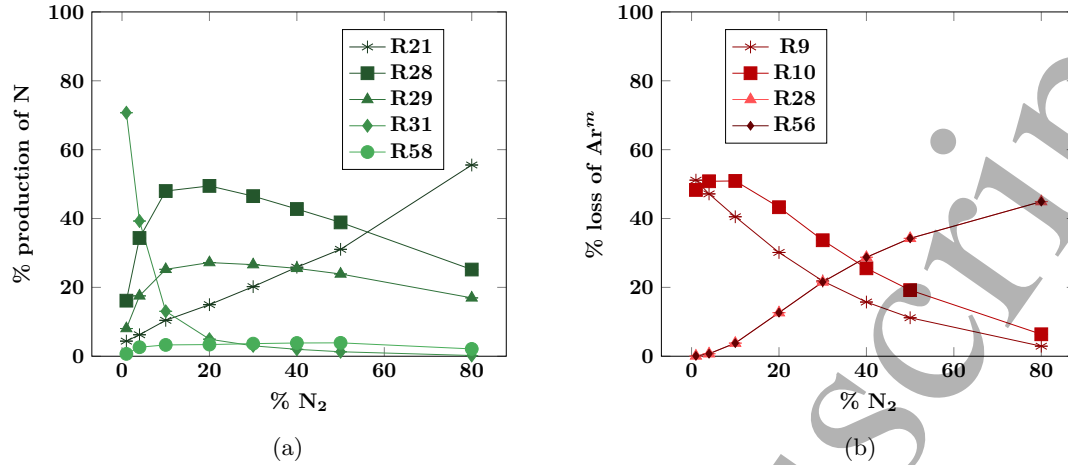 100
80
60
40
20
0
% production of N
0 20 40 60 80
% N₂
R21
R28
R29
R31
R58
(a)
100
80
60
40
20
0
% loss of Arᵐ
0 20 40 60 80
% N₂
R9
R10
R28
R56
(b)
scrip